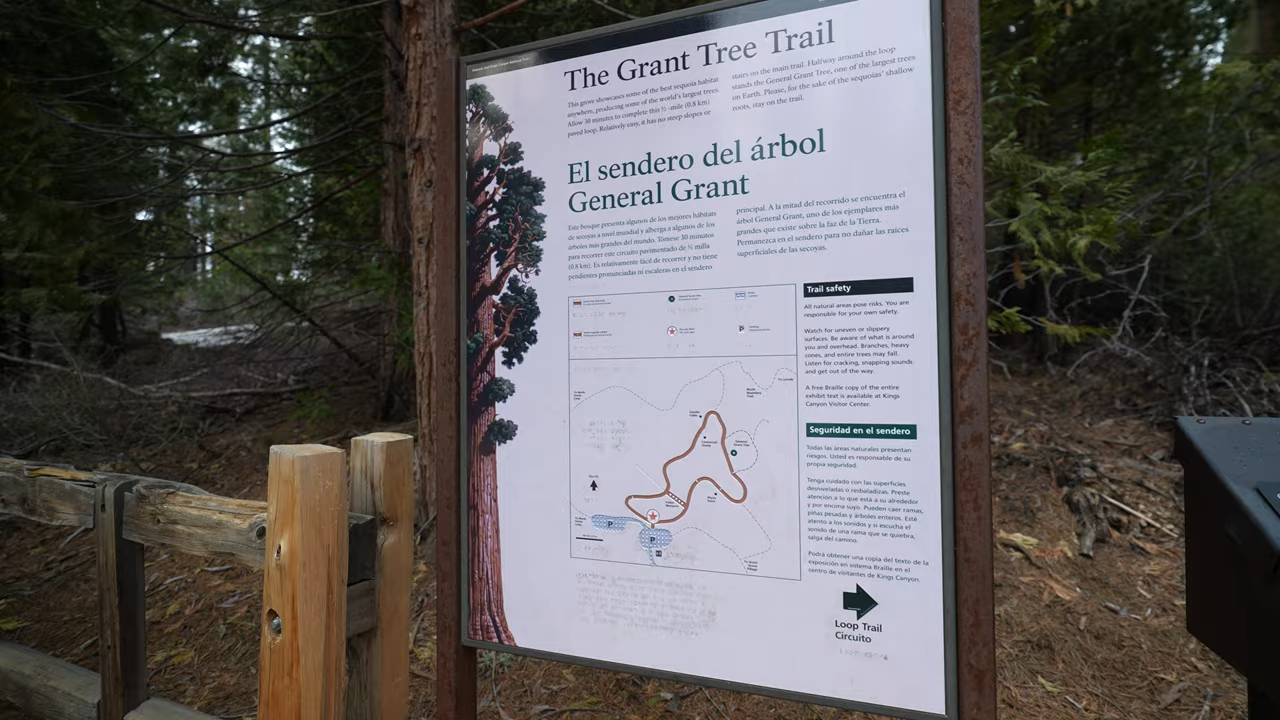 The Grant Tree Trail
This grove showcases some of the best sequoia habitat
anywhere, producing some of the world's largest trees.
Allow 30 minutes to complete this ½ -mile (0.8 km)
paved loop. Relatively easy, it has no steep slopes or
stairs on the main trail. Halfway around the loop
stands the General Grant Tree, one of the largest trees
on Earth. Please, for the sake of the sequoias' shallow
roots, stay on the trail.
El sendero del árbol
General Grant
Este bosque presenta algunos de los mejores hábitats
de secoyas a nivel mundial y alberga a algunos de los
árboles más grandes del mundo. Tómese 30 minutos
para recorrer este circuito pavimentado de ½ milla
(0.8 km). Es relativamente fácil de recorrer y no tiene
pendientes pronunciadas ni escaleras en el sendero
principal. A la mitad del recorrido se encuentra el
árbol General Grant, uno de los ejemplares más
grandes que existe sobre la faz de la Tierra.
Permanezca en el sendero para no dañar las raíces
superficiales de las secoyas.
North
P
P
P
Trail safety
All natural areas pose risks. You are
responsible for your own safety.
Watch for uneven or slippery
surfaces. Be aware of what is around
you and overhead. Branches, heavy
cones, and entire trees may fall.
Listen for cracking, snapping sounds
and get out of the way.
A free Braille copy of the entire
exhibit text is available at Kings
Canyon Visitor Center.
Seguridad en el sendero
Todas las áreas naturales presentan
riesgos. Usted es responsable de su
propia seguridad.
Tenga cuidado con las superficies
desniveladas o resbaladizas. Preste
atención a lo que está a su alrededor
y por encima suyo. Pueden caer ramas,
piñas pesadas y árboles enteros. Esté
atento a los sonidos y si escucha el
sonido de una rama que se quiebra,
salga del camino.
Podrá obtener una copia del texto de la
exposición en sistema Braille en el
centro de visitantes de Kings Canyon.
Loop Trail
Circuito